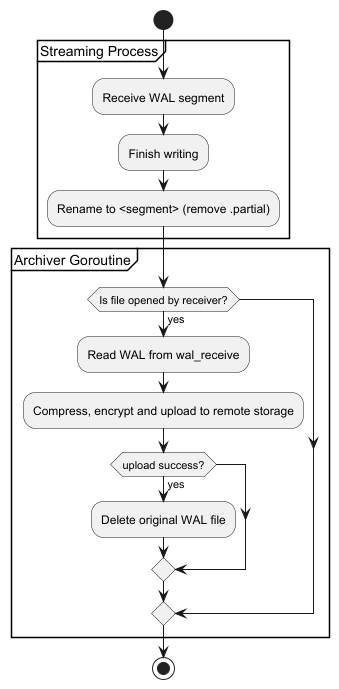 Streaming Process
Receive WAL segment
Finish writing
Rename to <segment> (remove .partial)
Archiver Goroutine
Is file opened by receiver?
yes
Read WAL from wal_receive
Compress, encrypt and upload to remote storage
upload success?
yes
Delete original WAL file